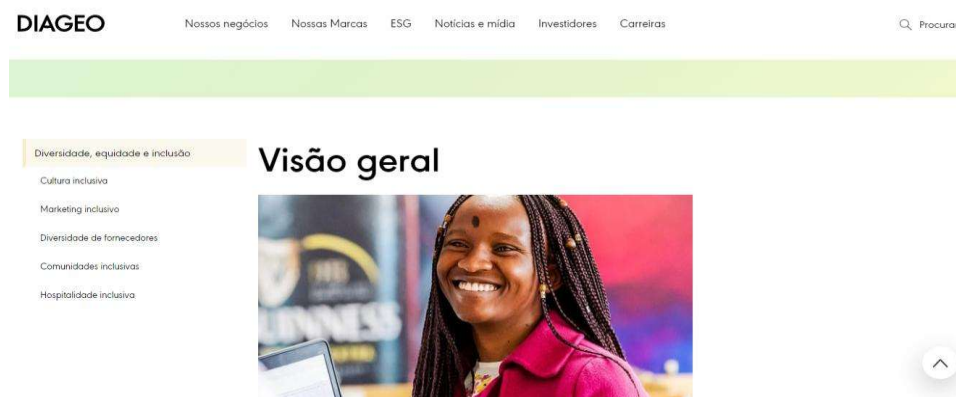 DIAGEO
Nossos negócios Nossas Marcas ESG Notícias e mídia Investidores Carreiras
Diversidade, equidade e inclusão
Cultura inclusiva
Marketing inclusivo
Diversidade de fornecedores
Comunidades inclusivas
Hospitalidade inclusiva
Visão geral
GUINNESS